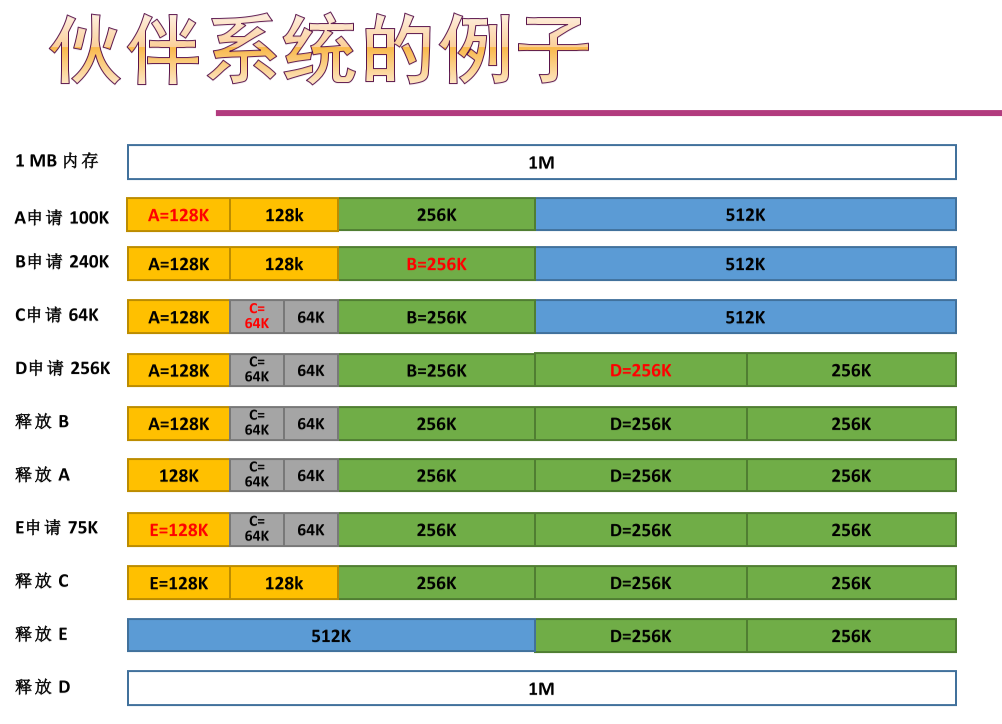 伙伴系统的例子
1 MB 内存 1M
A申请 100K A=128K 128k 256K 512K
B申请 240K A=128K 128k B=256K 512K
C申请 64K A=128K C=64K 64K B=256K 512K
D申请 256K A=128K C=64K 64K B=256K D=256K 256K
释放 B A=128K C=64K 64K 256K D=256K 256K
释放 A 128K C=64K 64K 256K D=256K 256K
E申请 75K E=128K C=64K 64K 256K D=256K 256K
释放 C E=128K 128k 256K D=256K 256K
释放 E 512K D=256K 256K
释放 D 1M